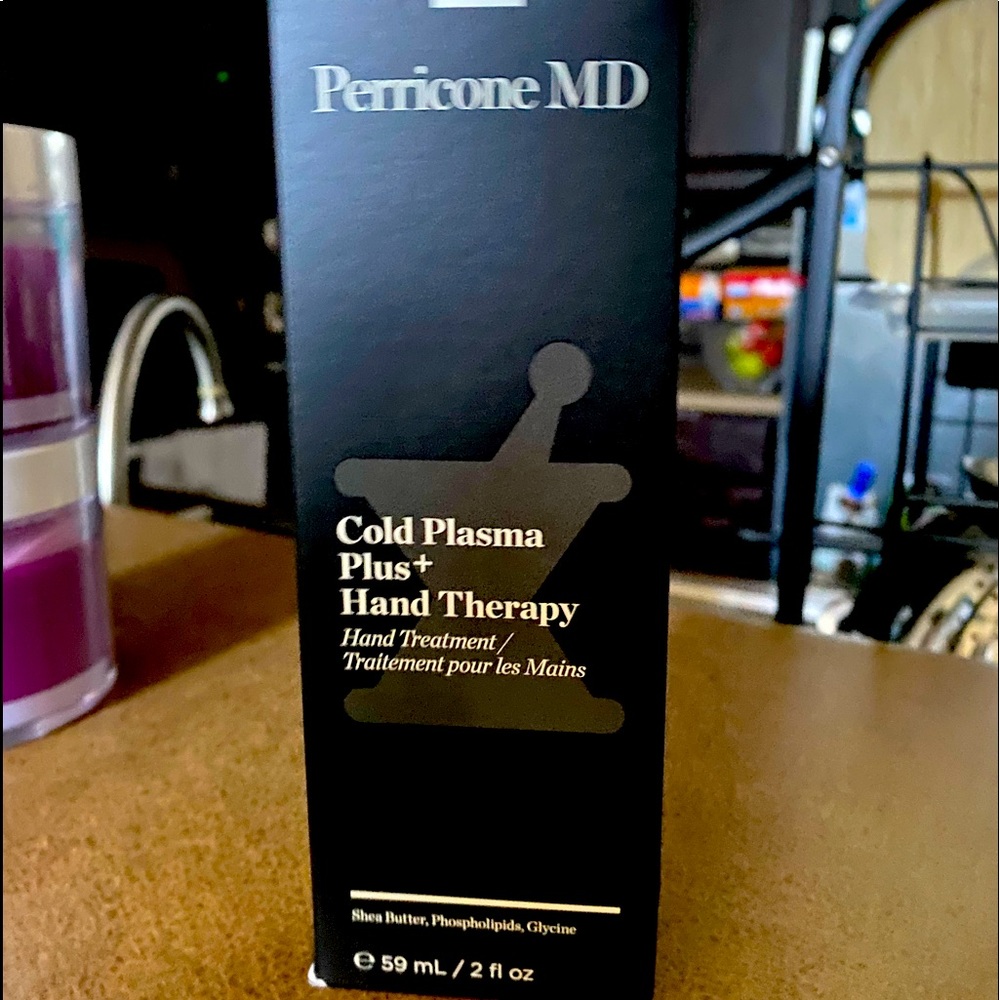 Perricone MD
Cold Plasma
Plus+
Hand Therapy
Hand Treatment /
Traitement pour les Mains
Shea Butter, Phospholipids, Glycine
℮ 59 mL / 2 fl oz